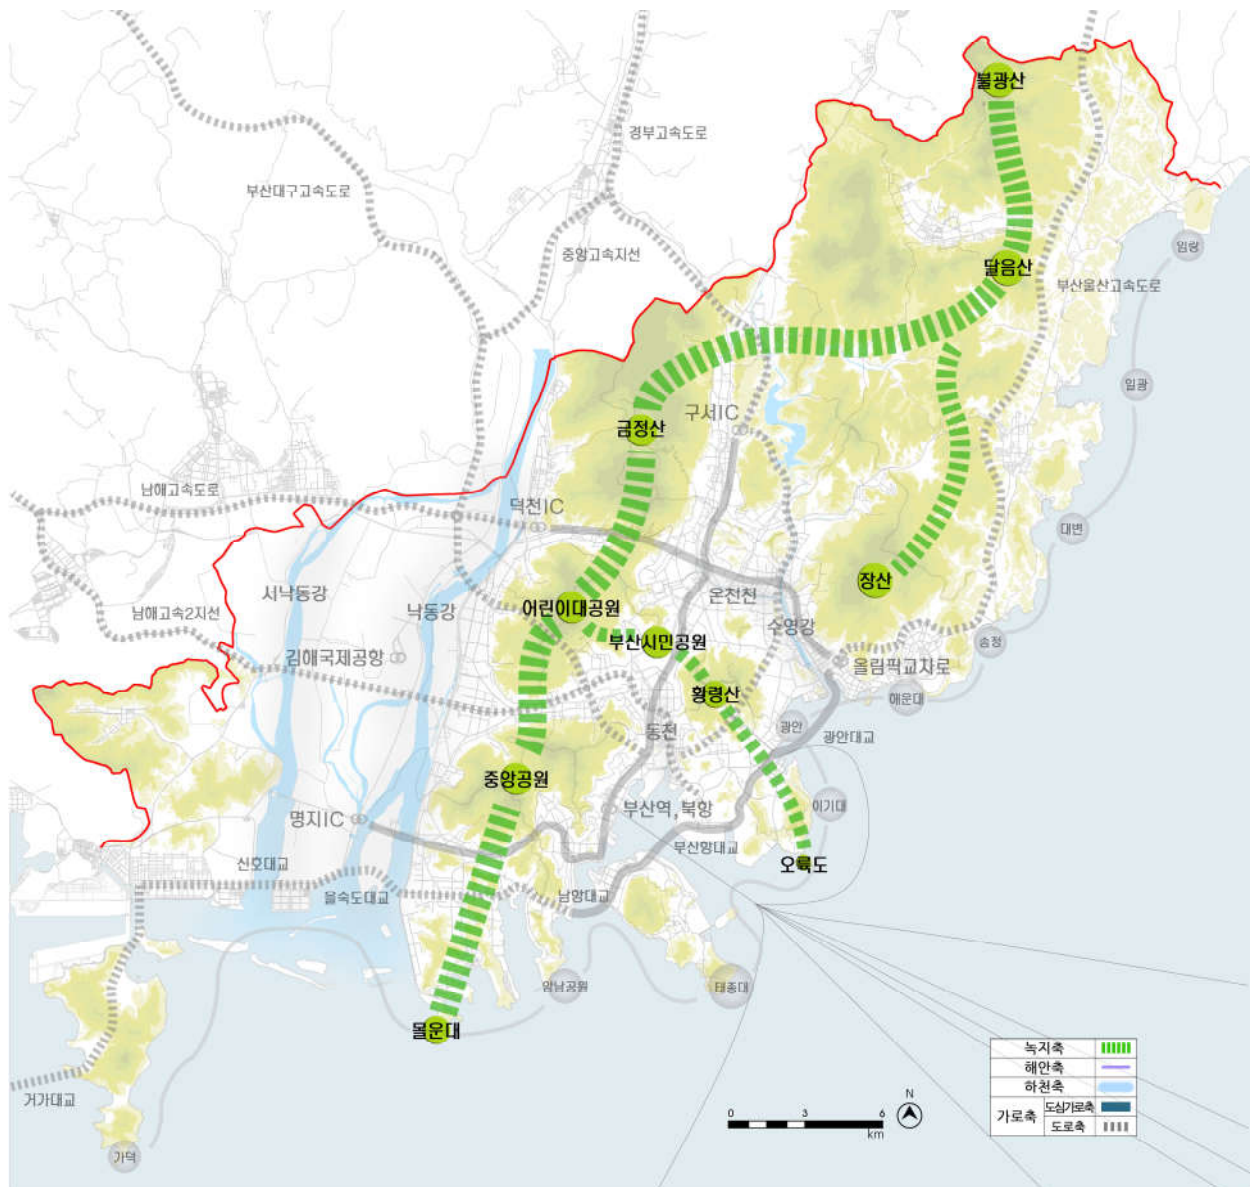 불광산
경부고속도로
부산대구고속도로
임랑
중앙고속지선
달음산
부산울산고속도로
일광
구서IC
금정산
남해고속도로
덕천IC
대변
장산
서낙동강
낙동강
온천천
어린이대공원
남해고속2지선
수영강
부산시민공원
송정
김해국제공항
올림픽교차로
황령산
해운대
광안
동천
광안대교
중앙공원
이기대
부산역,북항
명지IC
부산항대교
신호대교
오륙도
을숙도대교
남항대교
암남공원
태종대
몰운대
거가대교
가덕
녹지축
해안축
하천축
가로축
도심가로축
도로축
0 3 6
km
N